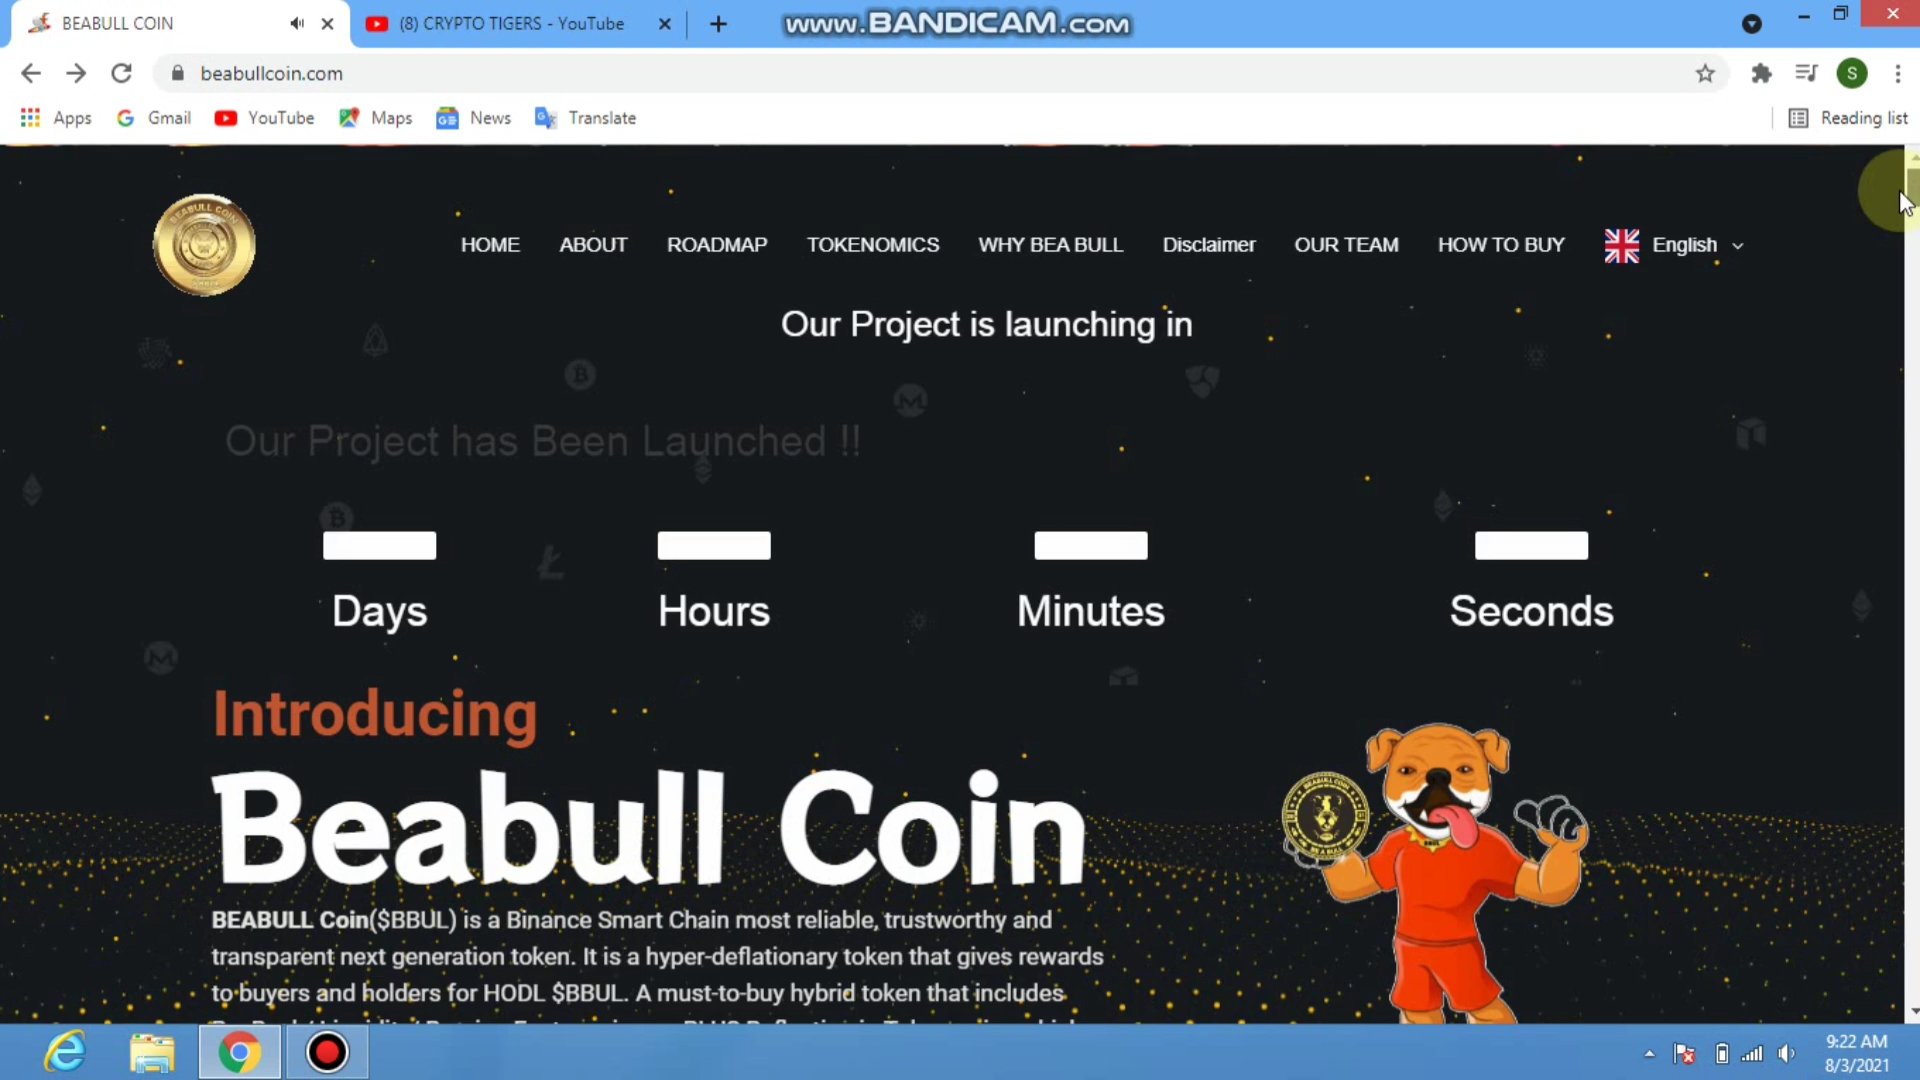 BEABULL COIN
(8) CRYPTO TIGERS - YouTube
www.BANDICAM.com
beabullcoin.com
S
Apps
Gmail
YouTube
Maps
News
Translate
Reading list
BEABULL COIN
HOME
ABOUT
ROADMAP
TOKENOMICS
WHY BEA BULL
Disclaimer
OUR TEAM
HOW TO BUY
English
Our Project is launching in
Our Project has Been Launched !!
Days
Hours
Minutes
Seconds
Introducing
Beabull Coin
BEABULL Coin($BBUL) is a Binance Smart Chain most reliable, trustworthy and
transparent next generation token. It is a hyper-deflationary token that gives rewards
to buyers and holders for HODL $BBUL. A must-to-buy hybrid token that includes
9:22 AM
8/3/2021